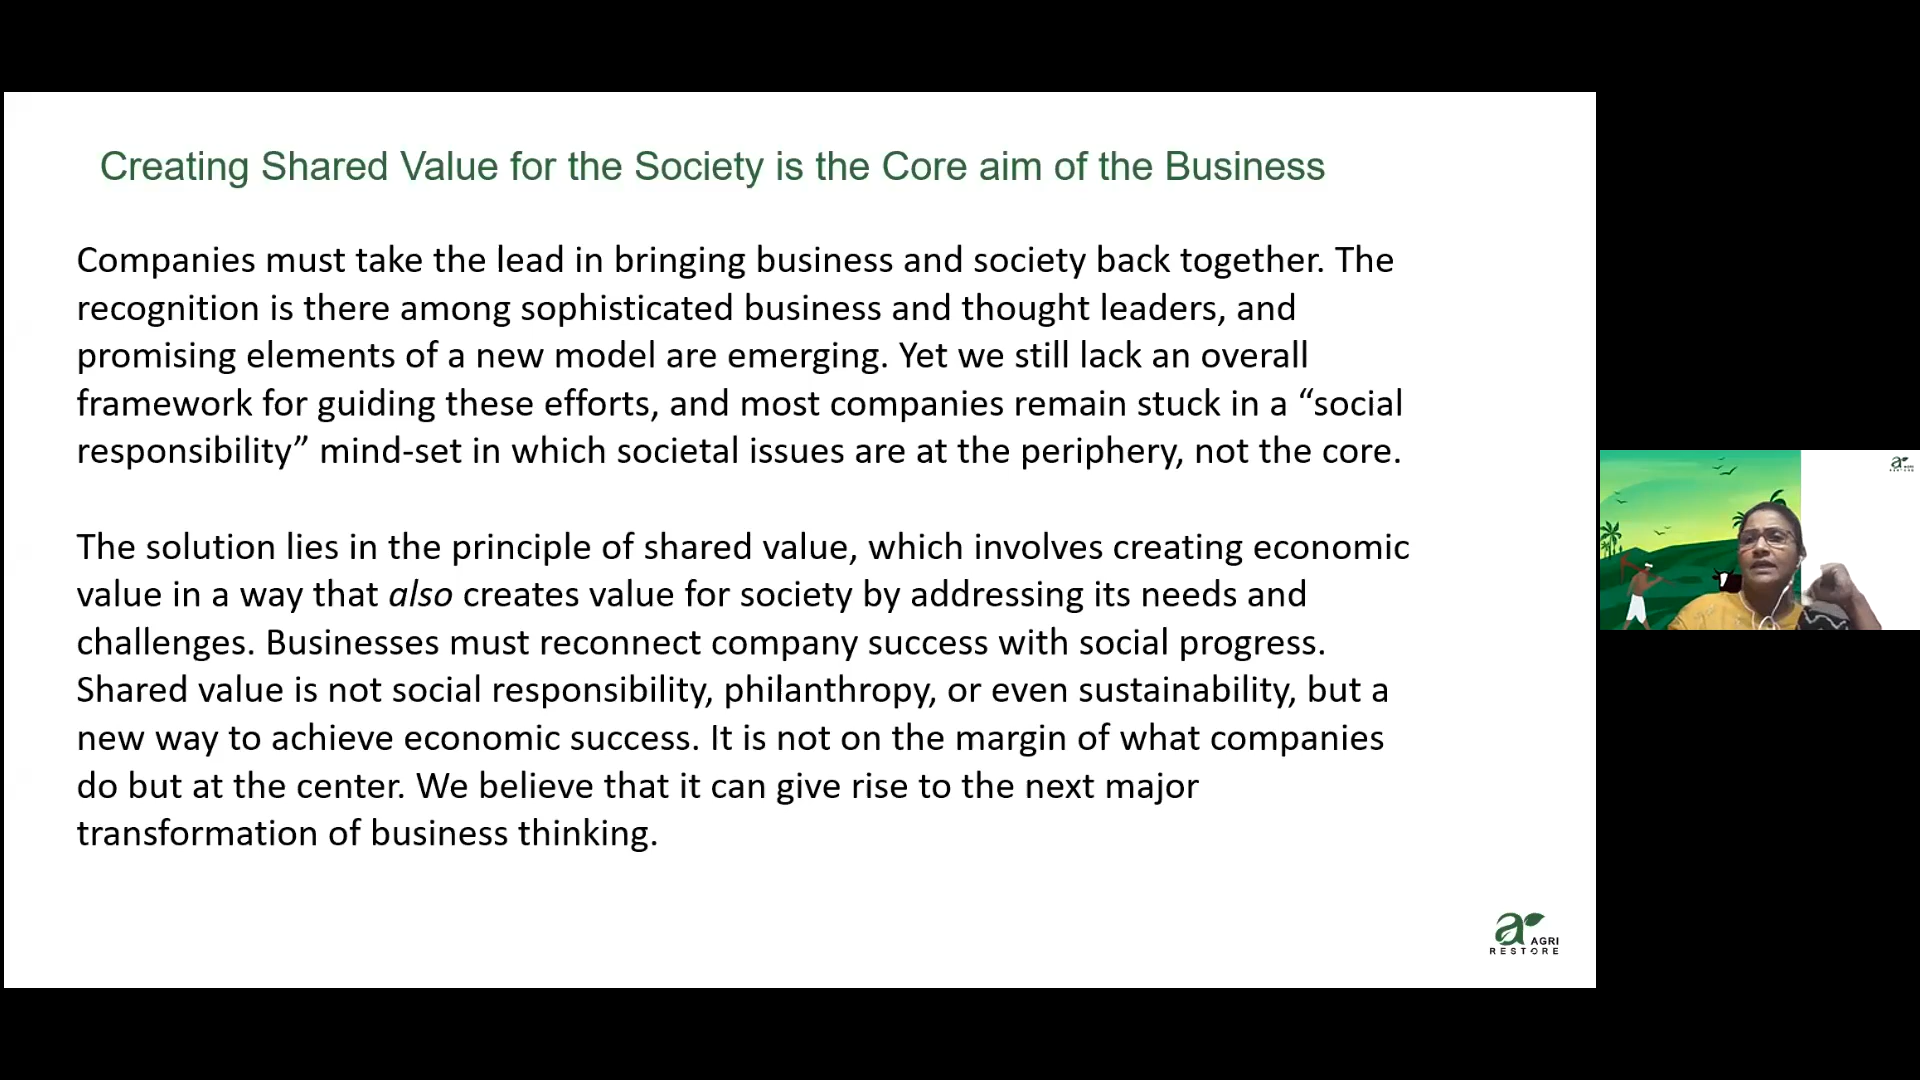 Creating Shared Value for the Society is the Core aim of the Business
Companies must take the lead in bringing business and society back together. The
recognition is there among sophisticated business and thought leaders, and
promising elements of a new model are emerging. Yet we still lack an overall
framework for guiding these efforts, and most companies remain stuck in a “social
responsibility” mind-set in which societal issues are at the periphery, not the core.
The solution lies in the principle of shared value, which involves creating economic
value in a way that also creates value for society by addressing its needs and
challenges. Businesses must reconnect company success with social progress.
Shared value is not social responsibility, philanthropy, or even sustainability, but a
new way to achieve economic success. It is not on the margin of what companies
do but at the center. We believe that it can give rise to the next major
transformation of business thinking.
AGRI
RESTORE